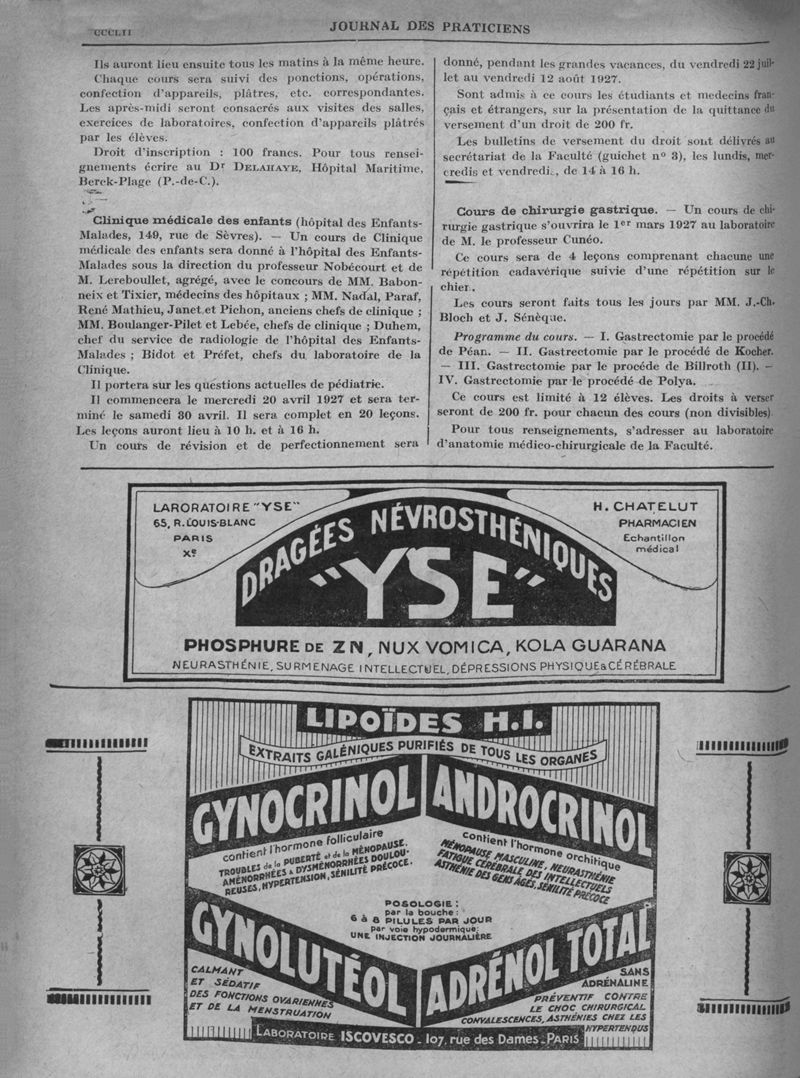 CCCLII
JOURNAL DES PRATICIENS
Ils auront lieu ensuite tous les matins à la même heure.
Chaque cours sera suivi des ponctions, opérations,
confection d'appareils, plâtres, etc. correspondantes.
Les après-midi seront consacrés aux visites des salles,
exercices de laboratoires, confection d'appareils plâtrés
par les élèves.
Droit d'inscription : 100 francs. Pour tous rensei-
gnements écrire au Dr DELAHAYE, Hôpital Maritime,
Berck-Plage (P.-de-C.).
Clinique médicale des enfants (hôpital des Enfants-
Malades, 149, rue de Sèvres). — Un cours de Clinique
médicale des enfants sera donné à l'hôpital des Enfants-
Malades sous la direction du professeur Nobécourt et de
M. Lereboullet, agrégé, avec le concours de MM. Babon-
neix et Tixier, médecins des hôpitaux ; MM. Nadal, Paraf,
René Mathieu, Janet et Pichon, anciens chefs de clinique ;
MM. Boulanger-Pilet et Lebée, chefs de clinique ; Duhem,
chef du service de radiologie de l'hôpital des Enfants-
Malades ; Bidot et Préfet, chefs du laboratoire de la
Clinique.
Il portera sur les questions actuelles de pédiatrie.
Il commencera le mercredi 20 avril 1927 et sera ter-
miné le samedi 30 avril. Il sera complet en 20 leçons.
Les leçons auront lieu à 10 h. et à 16 h.
Un cours de révision et de perfectionnement sera
donné, pendant les grandes vacances, du vendredi 22 juil-
let au vendredi 12 août 1927.
Sont admis à ce cours les étudiants et medecins fran-
çais et étrangers, sur la présentation de la quittance du
versement d'un droit de 200 fr.
Les bulletins de versement du droit sont délivrés au
secrétariat de la Faculté (guichet no 3), les lundis, mer-
credis et vendredis, de 14 à 16 h.
Cours de chirurgie gastrique. — Un cours de chi-
rurgie gastrique s'ouvrira le 1er mars 1927 au laboratoire
de M. le professeur Cunéo.
Ce cours sera de 4 leçons comprenant chacune une
répétition cadavérique suivie d'une répétition sur le
chien.
Les cours seront faits tous les jours par MM. J.-Ch.
Bloch et J. Sénèque.
Programme du cours. — I. Gastrectomie par le procédé
de Péan. — II. Gastrectomie par le procédé de Kocher.
— III. Gastrectomie par le procéde de Billroth (II). —
IV. Gastrectomie par le procédé de Polya.
Ce cours est limité à 12 élèves. Les droits à verser
seront de 200 fr. pour chacun des cours (non divisibles)
Pour tous renseignements, s'adresser au laboratoire
d'anatomie médico-chirurgicale de la Faculté.
LARORATOIRE "YSE"
65, R. LOUIS-BLANC
PARIS
Xe
H. CHATELUT
PHARMACIEN
Echantillon
médical
DRAGÉES NÉVROSTHÉNIQUES
"YSE"
PHOSPHURE DE ZN, NUX VOMICA, KOLA GUARANA
NEURASTHÉNIE, SURMENAGE INTELLECTUEL, DÉPRESSIONS PHYSIQUE & CÉRÉBRALE
LIPOÏDES H.I.
EXTRAITS GALÉNIQUES PURIFIÉS DE TOUS LES ORGANES
GYNOCRINOL
contient l'hormone folliculaire
TROUBLES de la PUBERTÉ et de la MÉNOPAUSE,
AMÉNORRHÉES & DYSMÉNORRHÉES DOULOU-
REUSES, HYPERTENSION, SÉNILITÉ PRÉCOCE.
ANDROCRINOL
contient l'hormone orchitique
MÉNOPAUSE MASCULINE, NEURASTHÉNIE
FATIGUE CÉRÉBRALE DES INTELLECTUELS
ASTHÉNIE DES GENS AGÉS, SÉNILITÉ PRÉCOCE
POSOLOGIE :
par la bouche :
6 à 8 PILULES PAR JOUR
par voie hypodermique:
UNE INJECTION JOURNALIÈRE
GYNOLUTÉOL
CALMANT
ET SÉDATIF
DES FONCTIONS OVARIENNES
ET DE LA MENSTRUATION
ADRÉNOL TOTAL
SANS
ADRÉNALINE
PRÉVENTIF CONTRE
LE CHOC CHIRURGICAL
CONVALESCENCES, ASTHÉNIES CHEZ LES
HYPERTENDUS
LABORATOIRE ISCOVESCO - 107, rue des Dames - PARIS